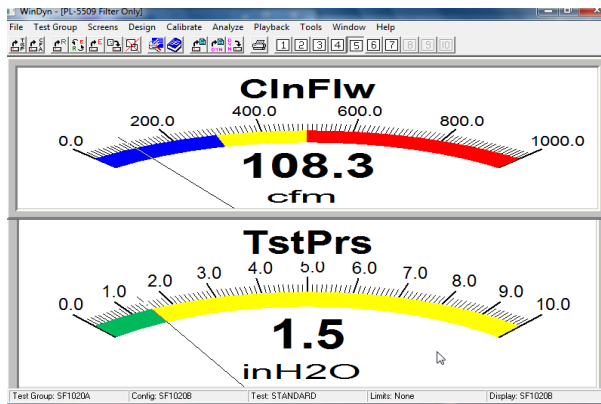 WinDyn - [PL-5509 Filter Only]
File Test Group Screens Design Calibrate Analyze Playback Tools Window Help
1 2 3 4 5 6 7 8 9 10
ClnFlw
0.0 200.0 400.0 600.0 800.0 1000.0
108.3
cfm
TstPrs
0.0 1.0 2.0 3.0 4.0 5.0 6.0 7.0 8.0 9.0 10.0
1.5
inH2O
Test Group: SF1020A Config: SF1020B Test: STANDARD Limits: None Display: SF1020B